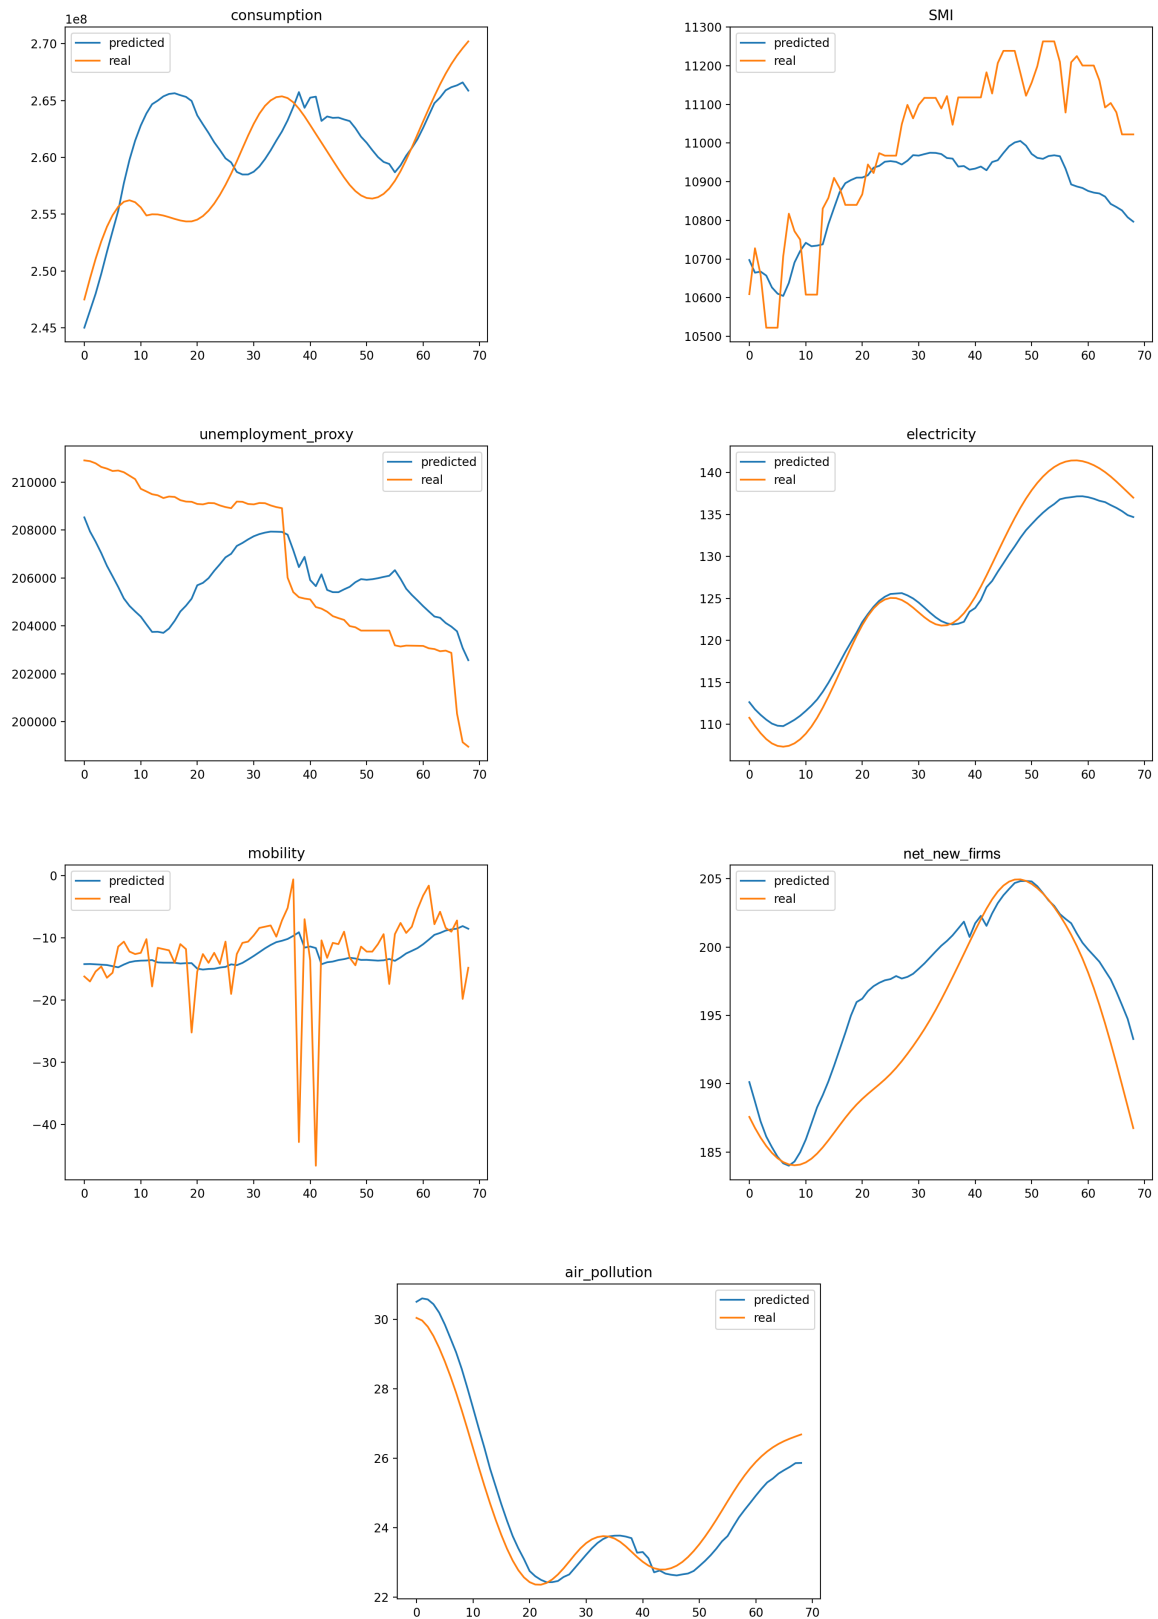 consumption
1e8
predicted
real
2.70
2.65
2.60
2.55
2.50
2.45
0 10 20 30 40 50 60 70
SMI
predicted
real
11300
11200
11100
11000
10900
10800
10700
10600
10500
0 10 20 30 40 50 60 70
unemployment_proxy
predicted
real
210000
208000
206000
204000
202000
200000
0 10 20 30 40 50 60 70
electricity
predicted
real
140
135
130
125
120
115
110
0 10 20 30 40 50 60 70
mobility
predicted
real
0
−10
−20
−30
−40
0 10 20 30 40 50 60 70
net_new_firms
predicted
real
205
200
195
190
185
0 10 20 30 40 50 60 70
air_pollution
predicted
real
30
28
26
24
22
0 10 20 30 40 50 60 70